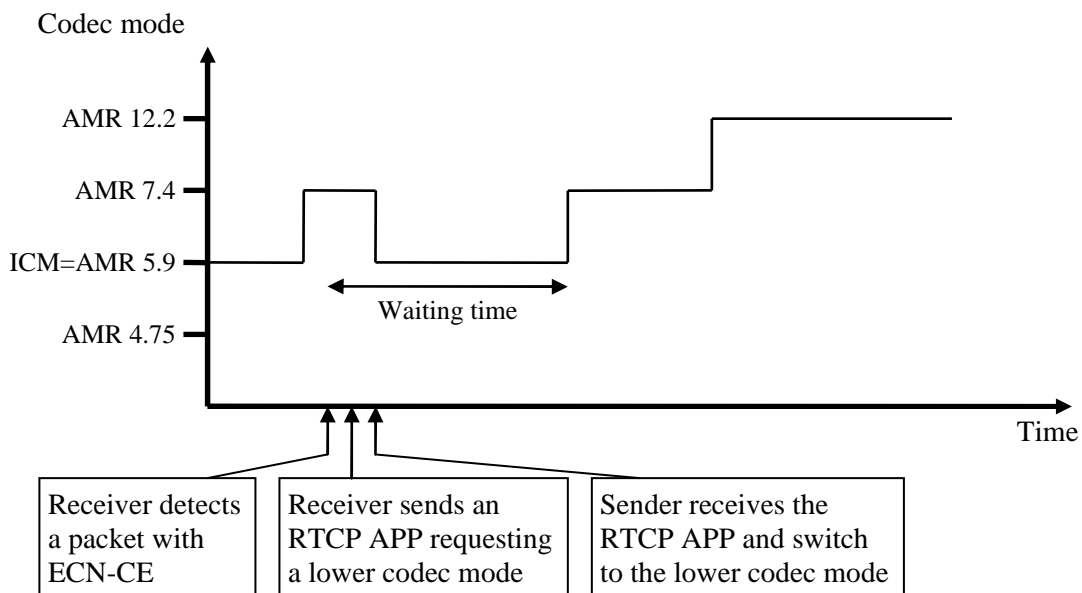 Codec mode
AMR 12.2
AMR 7.4
ICM=AMR 5.9
AMR 4.75
Waiting time
Time
Receiver detects
a packet with
ECN-CE
Receiver sends an
RTCP APP requesting
a lower codec mode
Sender receives the
RTCP APP and switch
to the lower codec mode